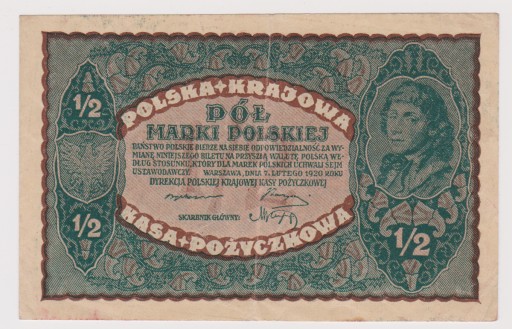 1/2
POLSKA KRAJOWA
PÓŁ
MARKI POLSKIEJ
PAŃSTWO POLSKIE BIERZE NA SIEBIE ODPOWIEDZIALNOŚĆ ZA WY-
MIANĘ NINIEJSZEGO BILETU NA PRZYSZŁĄ WALUTĘ POLSKĄ WE-
DŁUG STOSUNKU, KTÓRY DLA MAREK POLSKICH UCHWALI SEJM
USTAWODAWCZY. WARSZAWA, DNIA 7. LUTEGO 1920 ROKU
DYREKCJA POLSKIEJ KRAJOWEJ KASY POŻYCZKOWEJ
SKARBNIK GŁÓWNY:
1/2
1/2
KASA POŻYCZKOWA